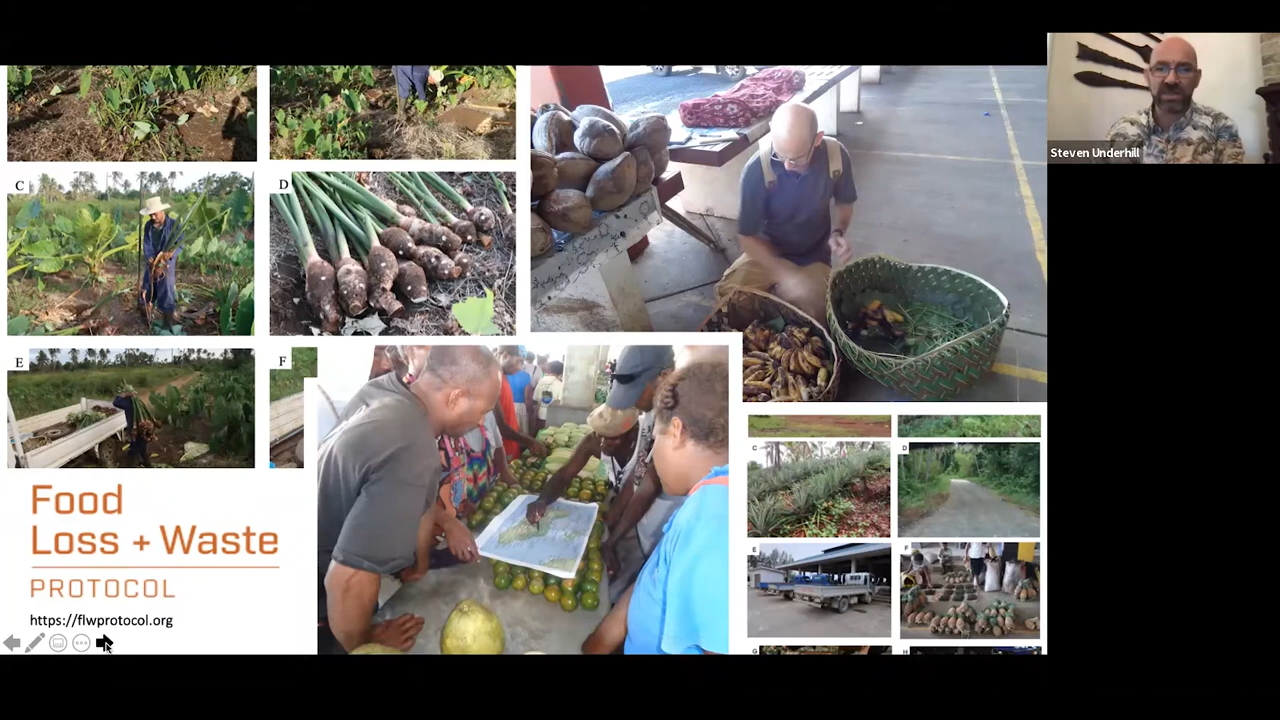 Steven Underhill
C
D
E
F
Food
Loss + Waste
PROTOCOL
https://flwprotocol.org
C
D
E
F
G
H